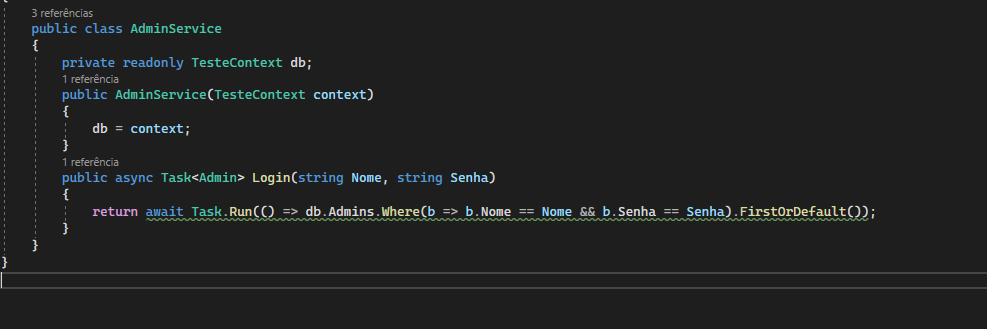 {
3 referências
public class AdminService
{
private readonly TesteContext db;
1 referência
public AdminService(TesteContext context)
{
db = context;
}
1 referência
public async Task<Admin> Login(string Nome, string Senha)
{
return await Task.Run(() => db.Admins.Where(b => b.Nome == Nome && b.Senha == Senha).FirstOrDefault());
}
}
}